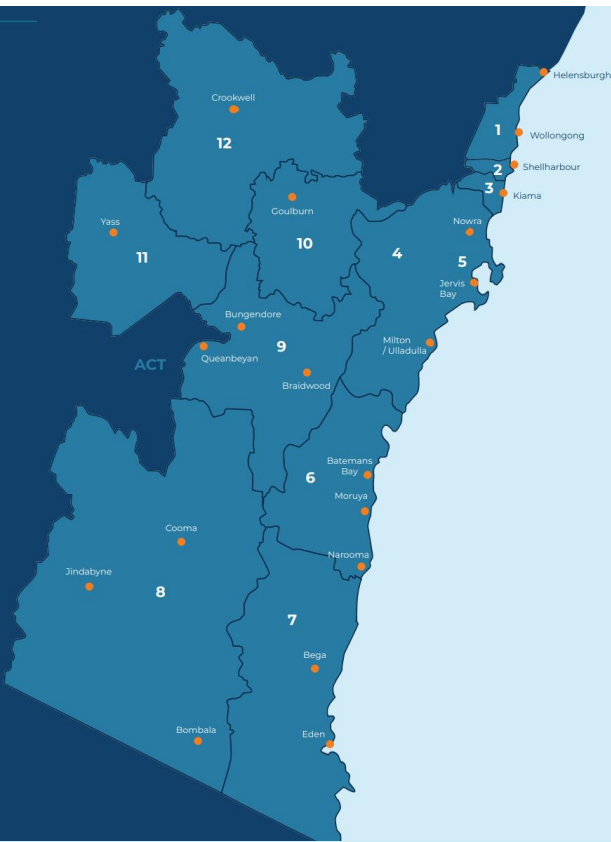 Helensburgh
Crookwell
1
Wollongong
12
Shellharbour
2
3
Kiama
Goulburn
Yass
Nowra
10
4
11
5
Jervis
Bay
Bungendore
Milton
/ Ulladulla
9
Queanbeyan
ACT
Braidwood
Batemans
Bay
6
Moruya
Cooma
Narooma
Jindabyne
8
7
Bega
Bombala
Eden